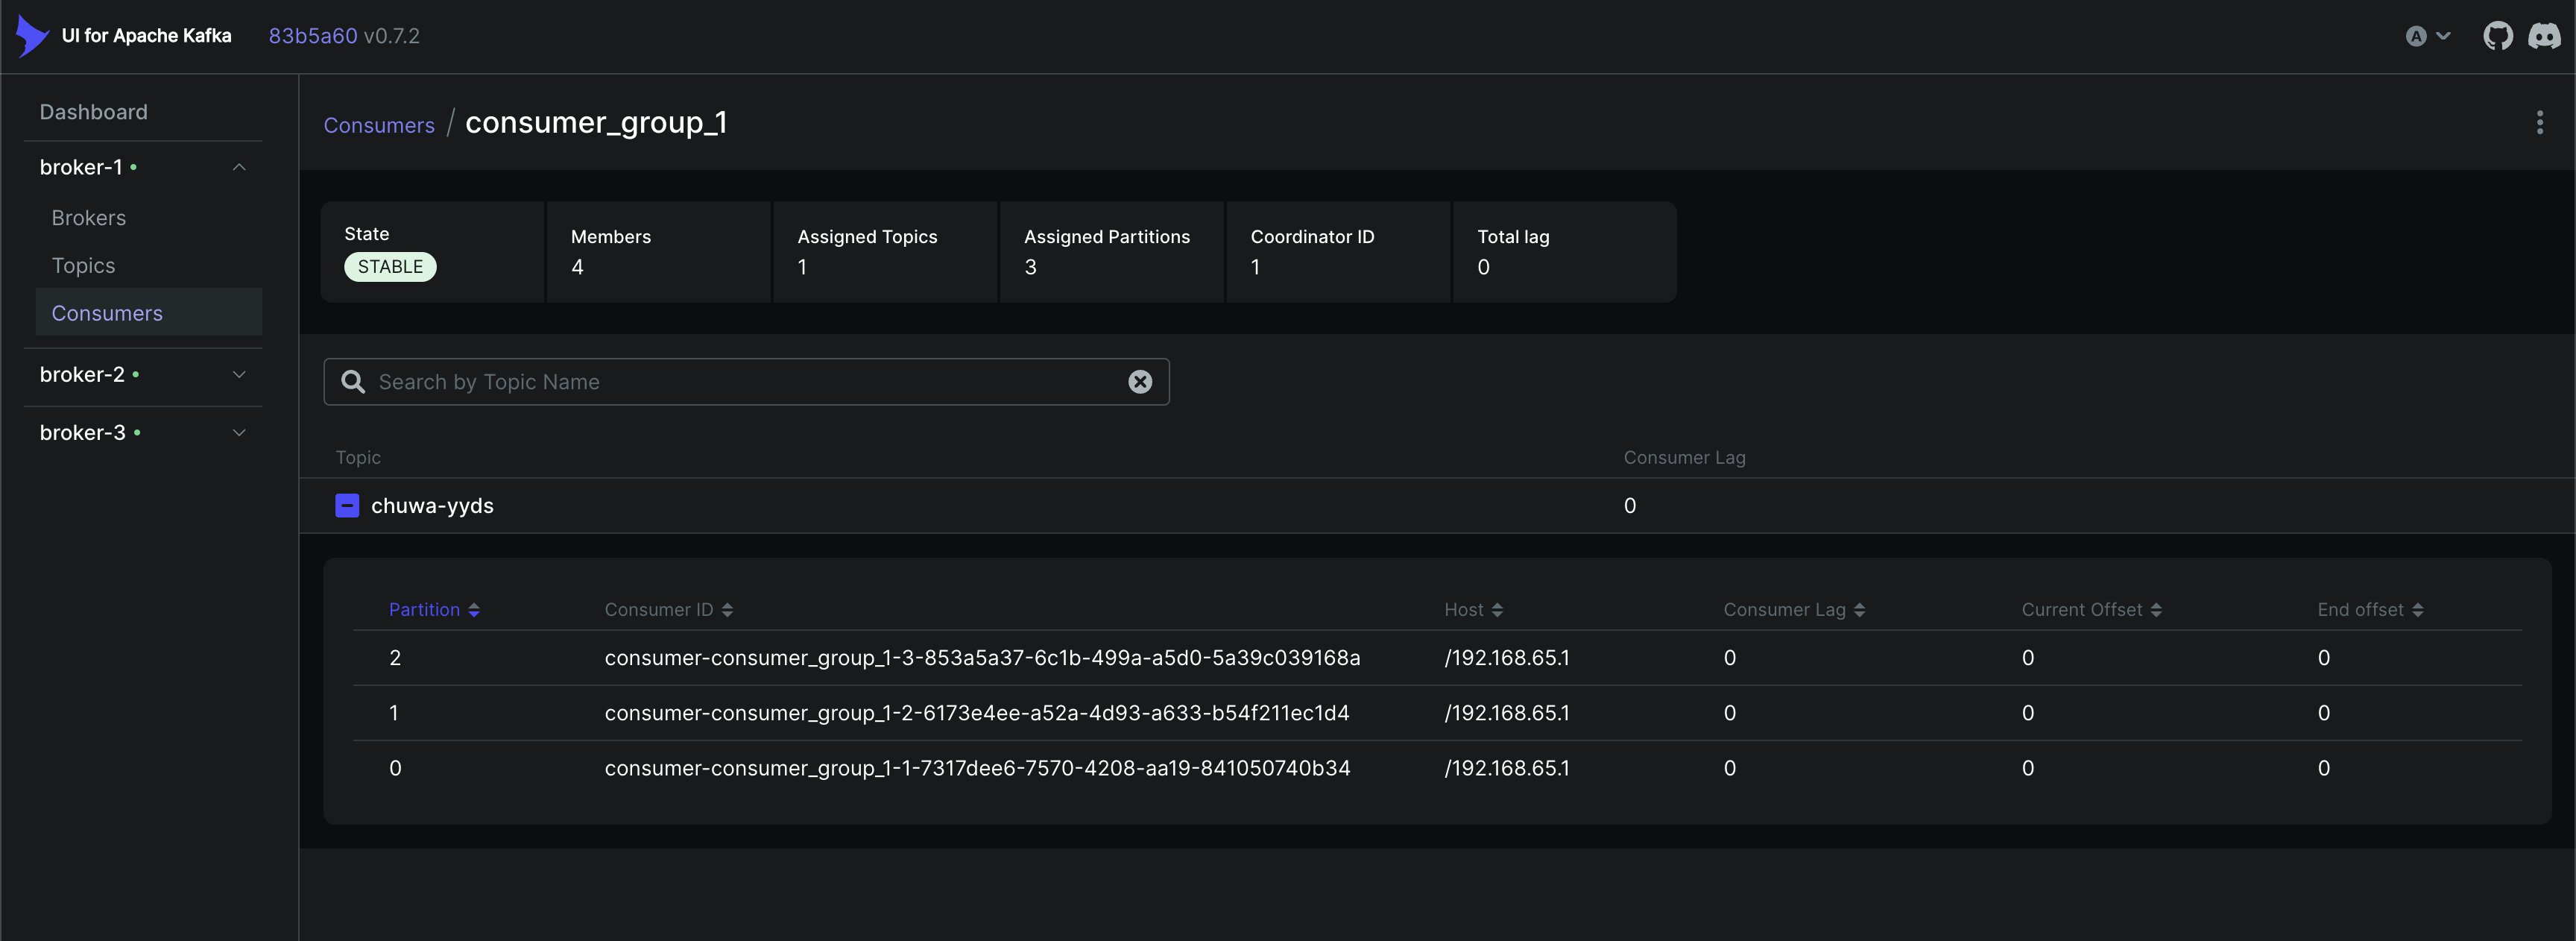 UI for Apache Kafka 83b5a60 v0.7.2 A
Dashboard
broker-1
Brokers
Topics
Consumers
broker-2
broker-3
Consumers / consumer_group_1
State Members Assigned Topics Assigned Partitions Coordinator ID Total lag
STABLE 4 1 3 1 0
Search by Topic Name
Topic Consumer Lag
chuwa-yyds 0
Partition Consumer ID Host Consumer Lag Current Offset End offset
2 consumer-consumer_group_1-3-853a5a37-6c1b-499a-a5d0-5a39c039168a /192.168.65.1 0 0 0
1 consumer-consumer_group_1-2-6173e4ee-a52a-4d93-a633-b54f211ec1d4 /192.168.65.1 0 0 0
0 consumer-consumer_group_1-1-7317dee6-7570-4208-aa19-841050740b34 /192.168.65.1 0 0 0